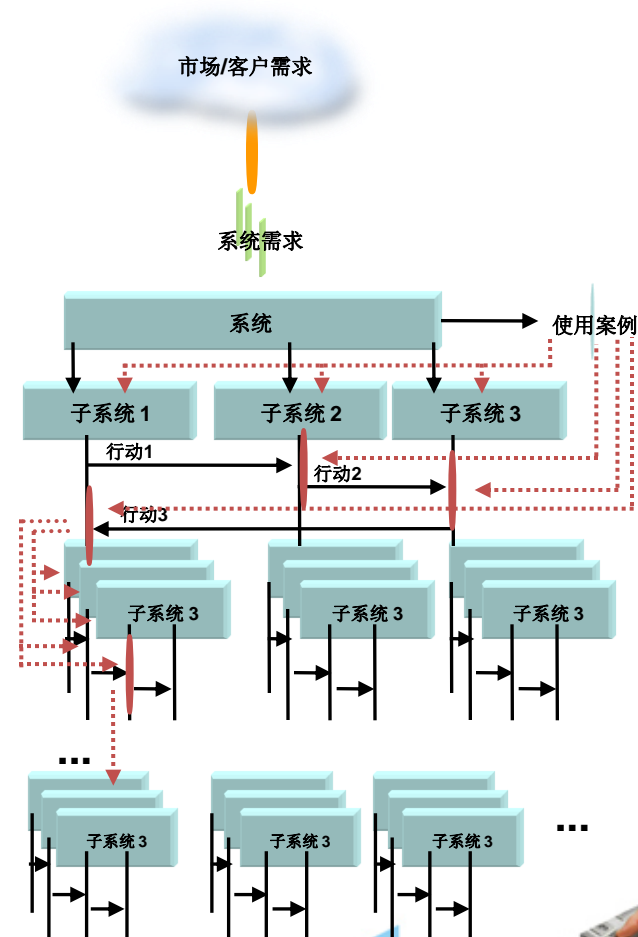 市场/客户需求
系统需求
系统
使用案例
子系统 1
子系统 2
子系统 3
行动1
行动2
行动3
子系统 3
子系统 3
子系统 3
...
子系统 3
子系统 3
子系统 3
...